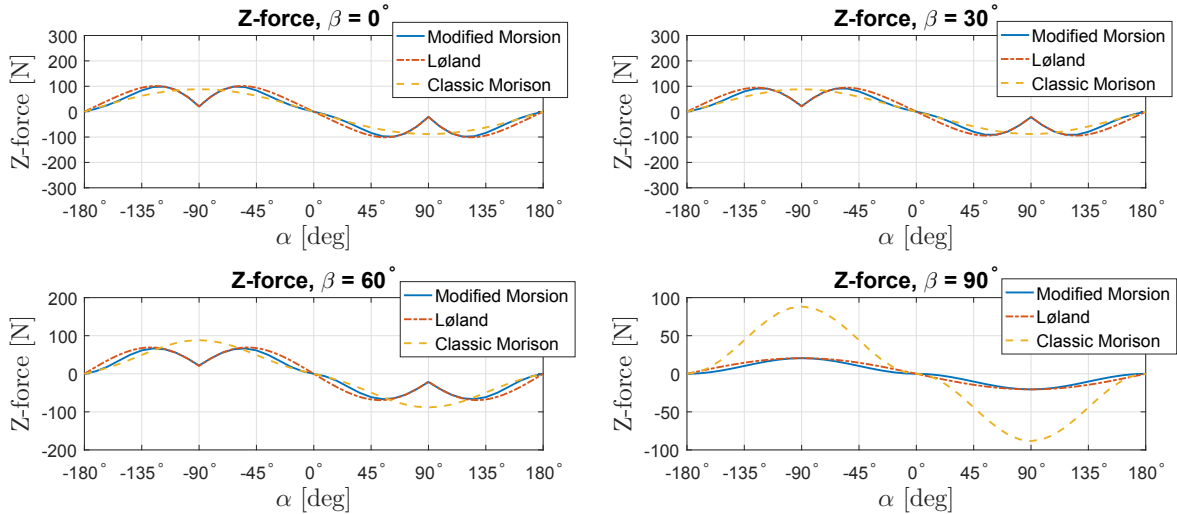 Z-force, β = 0°
Z-force [N]
300
200
100
0
-100
-200
-300
Modified Morsion
Løland
Classic Morison
-180° -135° -90° -45° 0° 45° 90° 135° 180°
α [deg]
Z-force, β = 30°
Z-force [N]
300
200
100
0
-100
-200
-300
Modified Morsion
Løland
Classic Morison
-180° -135° -90° -45° 0° 45° 90° 135° 180°
α [deg]
Z-force, β = 60°
Z-force [N]
200
100
0
-100
-200
Modified Morsion
Løland
Classic Morison
-180° -135° -90° -45° 0° 45° 90° 135° 180°
α [deg]
Z-force, β = 90°
Z-force [N]
100
50
0
-50
-100
Modified Morsion
Løland
Classic Morison
-180° -135° -90° -45° 0° 45° 90° 135° 180°
α [deg]